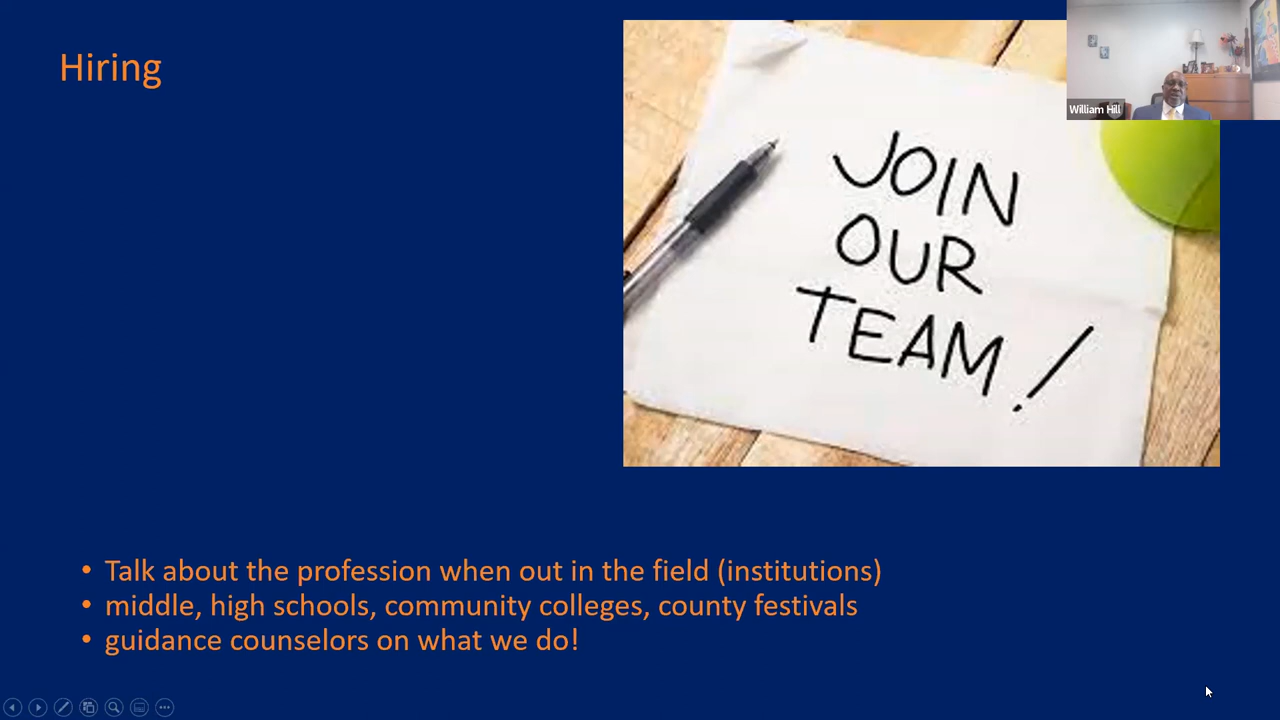 Hiring
William Hill
JOIN
OUR
TEAM!
• Talk about the profession when out in the field (institutions)
• middle, high schools, community colleges, county festivals
• guidance counselors on what we do!